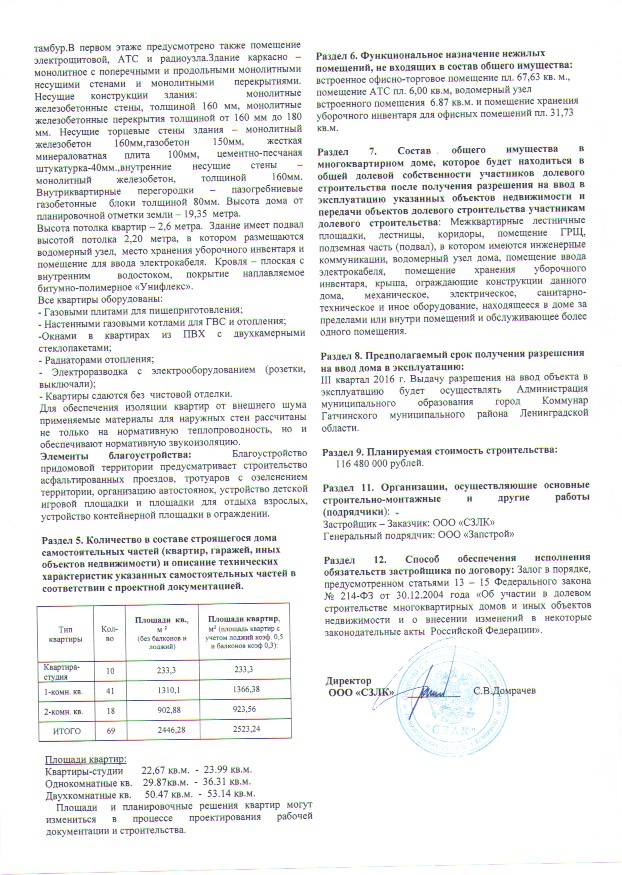 тамбур.В первом этаже предусмотрено также помещение
электрощитовой, АТС и радиоузла.Здание каркасно –
монолитное с поперечными и продольными монолитными
несущими стенами и монолитными перекрытиями.
Несущие конструкции здания: монолитные
железобетонные стены, толщиной 160 мм, монолитные
железобетонные перекрытия толщиной от 160 мм до 180
мм. Несущие торцевые стены здания – монолитный
железобетон 160мм,газобетон 150мм, жесткая
минераловатная плита 100мм, цементно-песчаная
штукатурка-40мм.,внутренние несущие стены –
монолитный железобетон, толщиной 160мм.
Внутриквартирные перегородки – пазогребниевые
газобетонные блоки толщиной 80мм. Высота дома от
планировочной отметки земли – 19,35 метра.
Высота потолка квартир – 2,6 метра. Здание имеет подвал
высотой потолка 2,20 метра, в котором размещаются
водомерный узел, место хранения уборочного инвентаря и
помещение для ввода электрокабеля. Кровля – плоская с
внутренним водостоком, покрытие наплавляемое
битумно-полимерное «Унифлекс».
Все квартиры оборудованы:
- Газовыми плитами для пищеприготовления;
- Настенными газовыми котлами для ГВС и отопления;
-Окнами в квартирах из ПВХ с двухкамерными
стеклопакетами;
- Радиаторами отопления;
- Электроразводка с электрооборудованием (розетки,
выключали);
- Квартиры сдаются без чистовой отделки.
Для обеспечения изоляции квартир от внешнего шума
применяемые материалы для наружных стен рассчитаны
не только на нормативную теплопроводность, но и
обеспечивают нормативную звукоизоляцию.
Элементы благоустройства: Благоустройство
придомовой территории предусматривает строительство
асфальтированных проездов, тротуаров с озеленением
территории, организацию автостоянок, устройство детской
игровой площадки и площадки для отдыха взрослых,
устройство контейнерной площадки в ограждении.
Раздел 5. Количество в составе строящегося дома
самостоятельных частей (квартир, гаражей, иных
объектов недвижимости) и описание технических
характеристик указанных самостоятельных частей в
соответствии с проектной документацией.
Тип квартиры Кол-во Площади кв., м ² (без балконов и лоджий) Площади квартир, м² (площадь квартир с учетом лоджий коэф. 0,5 и балконов коэф 0,3):
Квартира-студия 10 233,3 233,3
1-комн. кв. 41 1310,1 1366,38
2-комн. кв. 18 902,88 923,56
ИТОГО 69 2446,28 2523,24
Площади квартир:
Квартиры-студии 22,67 кв.м. - 23.99 кв.м.
Однокомнатные кв. 29.87кв.м. - 36.31 кв.м.
Двухкомнатные кв. 50.47 кв.м. - 53.14 кв.м.
Площади и планировочные решения квартир могут
измениться в процессе проектирования рабочей
документации и строительства.
Раздел 6. Функциональное назначение нежилых
помещений, не входящих в состав общего имущества:
встроенное офисно-торговое помещение пл. 67,63 кв. м.,
помещение АТС пл. 6,00 кв.м, водомерный узел
встроенного помещения 6.87 кв.м. и помещение хранения
уборочного инвентаря для офисных помещений пл. 31,73
кв.м.
Раздел 7. Состав общего имущества в
многоквартирном доме, которое будет находиться в
общей долевой собственности участников долевого
строительства после получения разрешения на ввод в
эксплуатацию указанных объектов недвижимости и
передачи объектов долевого строительства участникам
долевого строительства: Межквартирные лестничные
площадки, лестницы, коридоры, помещение ГРЩ,
подземная часть (подвал), в котором имеются инженерные
коммуникации, водомерный узел дома, помещение ввода
электрокабеля, помещение хранения уборочного
инвентаря, крыша, ограждающие конструкции данного
дома, механическое, электрическое, санитарно-
техническое и иное оборудование, находящееся в доме за
пределами или внутри помещений и обслуживающее более
одного помещения.
Раздел 8. Предполагаемый срок получения разрешения
на ввод дома в эксплуатацию:
III квартал 2016 г. Выдачу разрешения на ввод объекта в
эксплуатацию будет осуществлять Администрация
муниципального образования город Коммунар
Гатчинского муниципального района Ленинградской
области.
Раздел 9. Планируемая стоимость строительства:
116 480 000 рублей.
Раздел 11. Организации, осуществляющие основные
строительно-монтажные и другие работы
(подрядчики): -
Застройщик – Заказчик: ООО «СЗЛК»
Генеральный подрядчик: ООО «Запстрой»
Раздел 12. Способ обеспечения исполнения
обязательств застройщика по договору: Залог в порядке,
предусмотренном статьями 13 – 15 Федерального закона
№ 214-ФЗ от 30.12.2004 года «Об участии в долевом
строительстве многоквартирных домов и иных объектов
недвижимости и о внесении изменений в некоторые
законодательные акты Российской Федерации».
Директор
ООО «СЗЛК» С.В.Домрачев
"СЗЛК"